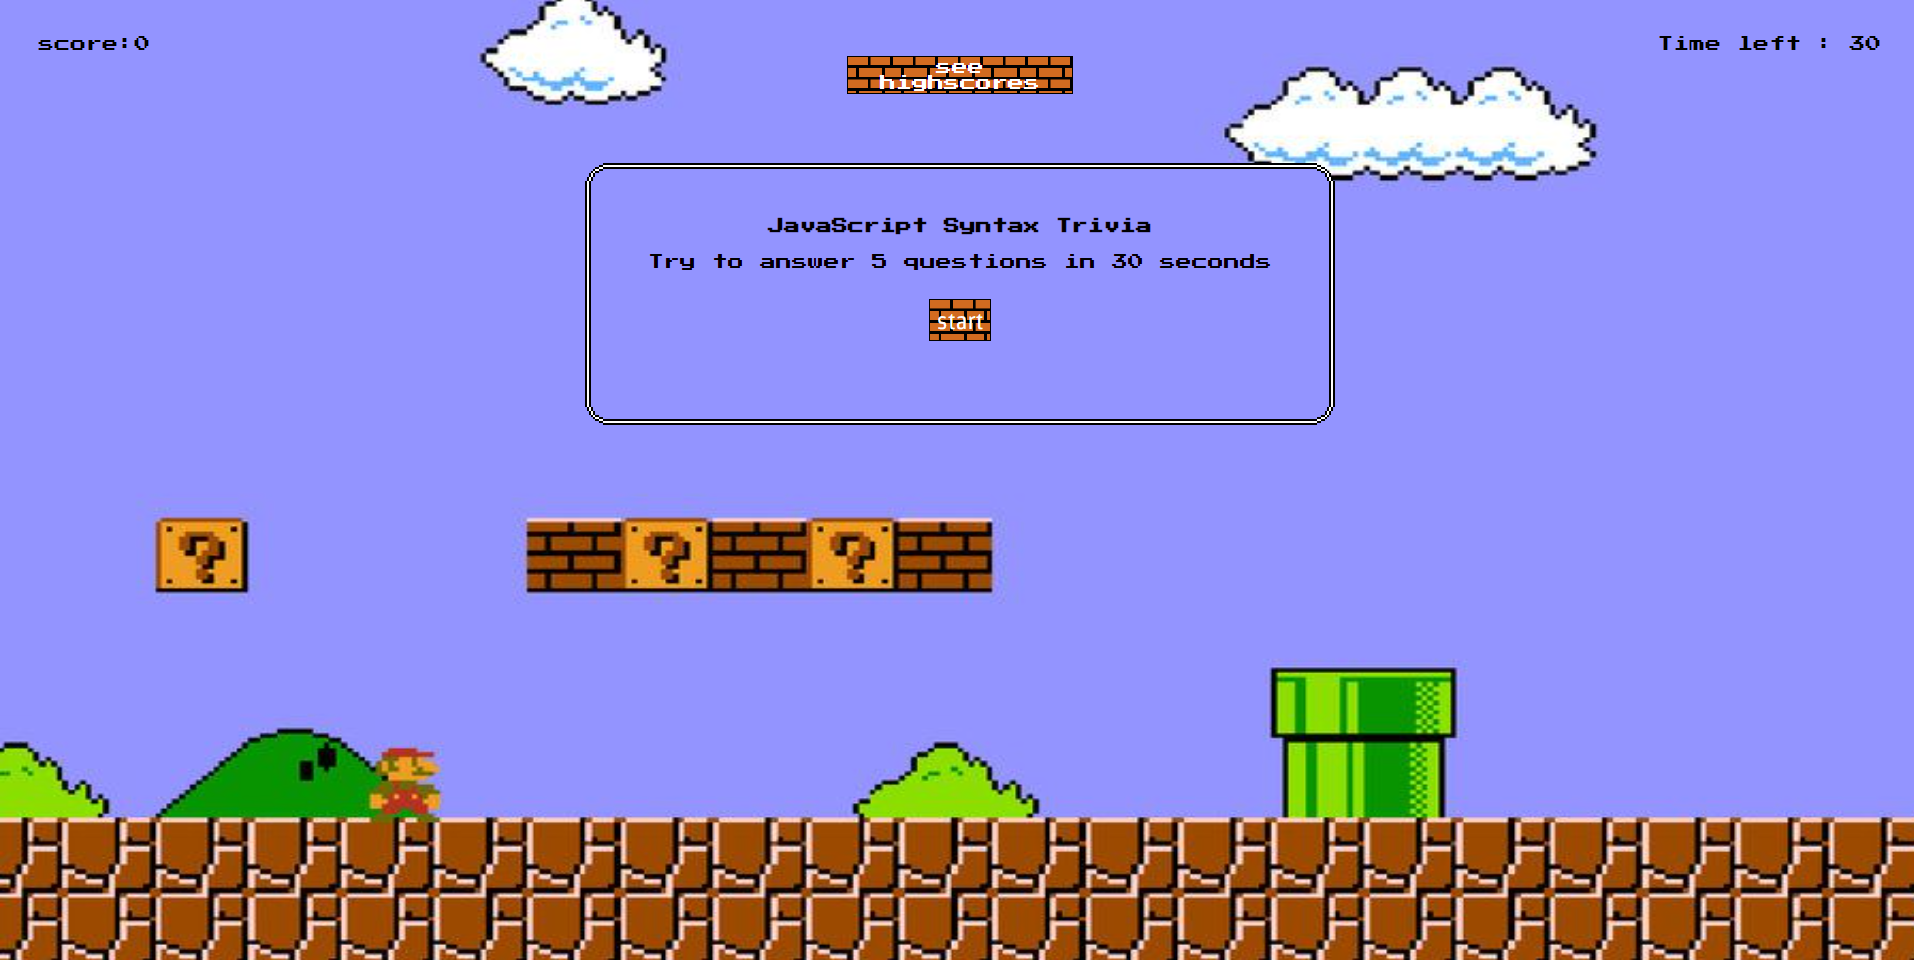 score:0
see
highscores
Time left : 30
JavaScript Syntax Trivia
Try to answer 5 questions in 30 seconds
start
?
? ?